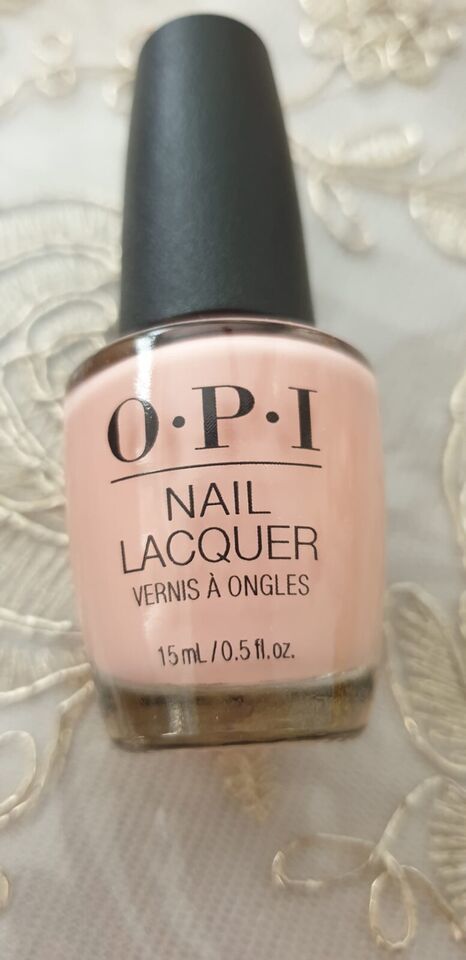 O·P·I
NAIL
LACQUER
VERNIS À ONGLES
15 mL / 0.5 fl. oz.